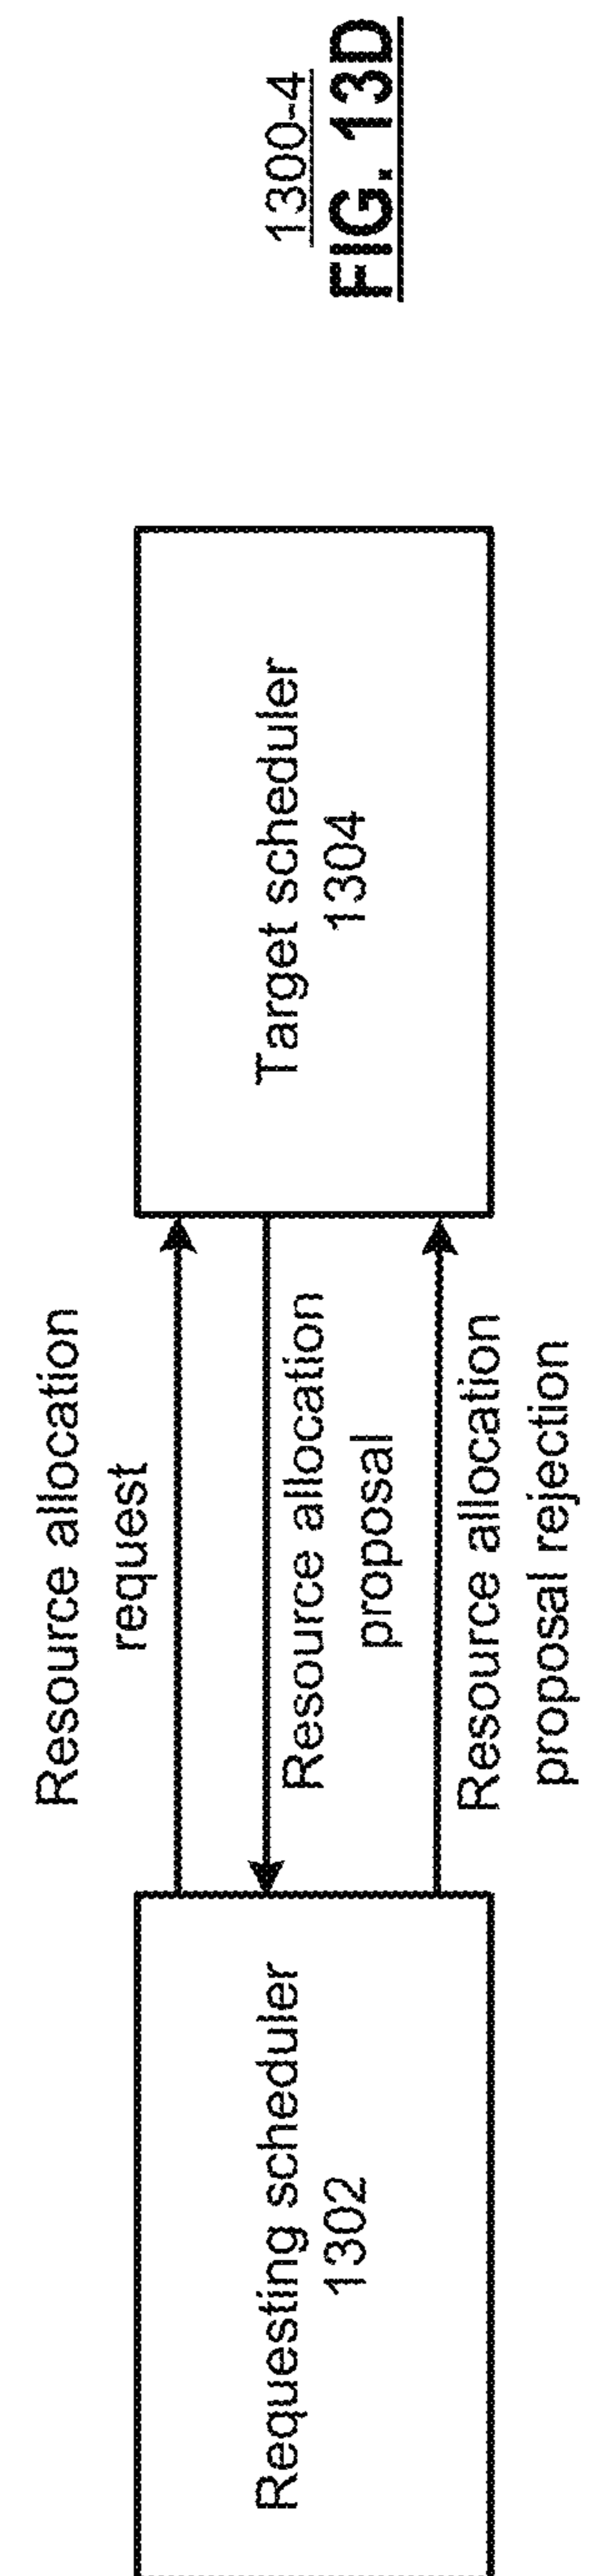 Resource allocation
request
Requesting scheduler
1302
Resource allocation
proposal
Target scheduler
1304
Resource allocation
proposal rejection
1300-4
FIG. 13D